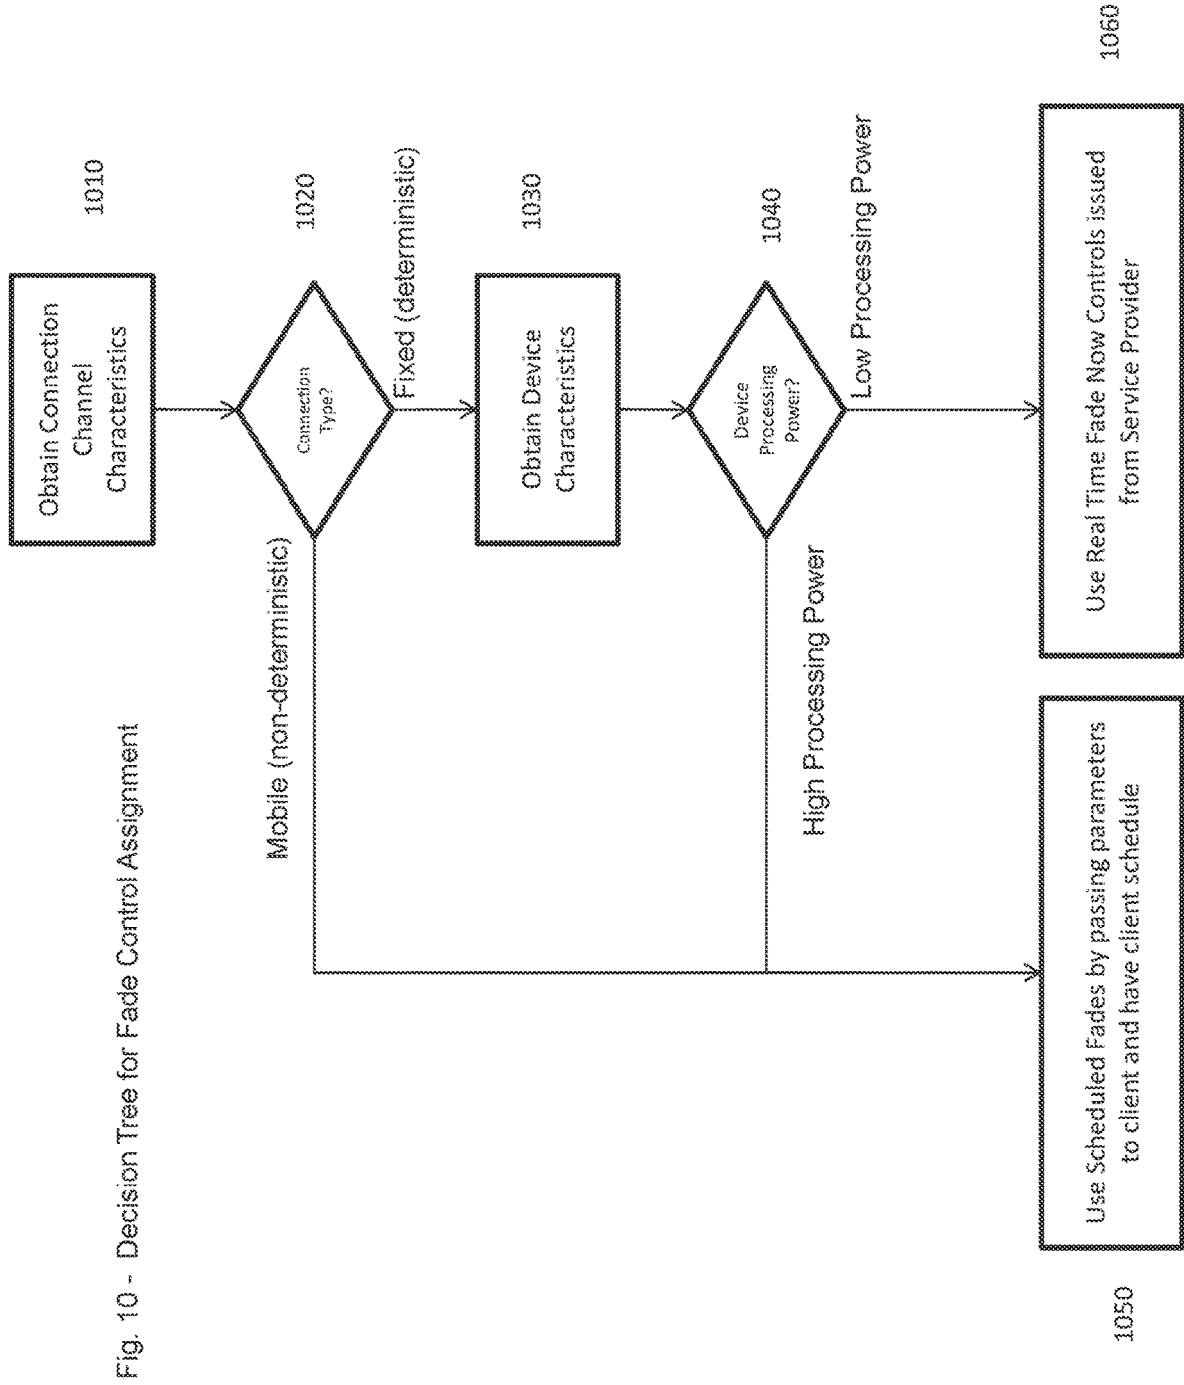 Fig. 10 - Decision Tree for Fade Control Assignment
Obtain Connection
Channel
Characteristics
1010
Connection
Type?
1020
Mobile (non-deterministic)
Fixed (deterministic)
Obtain Device
Characteristics
1030
Device
Processing
Power?
1040
High Processing Power
Low Processing Power
1050
Use Scheduled Fades by passing parameters
to client and have client schedule
Use Real Time Fade Now Controls issued
from Service Provider
1060